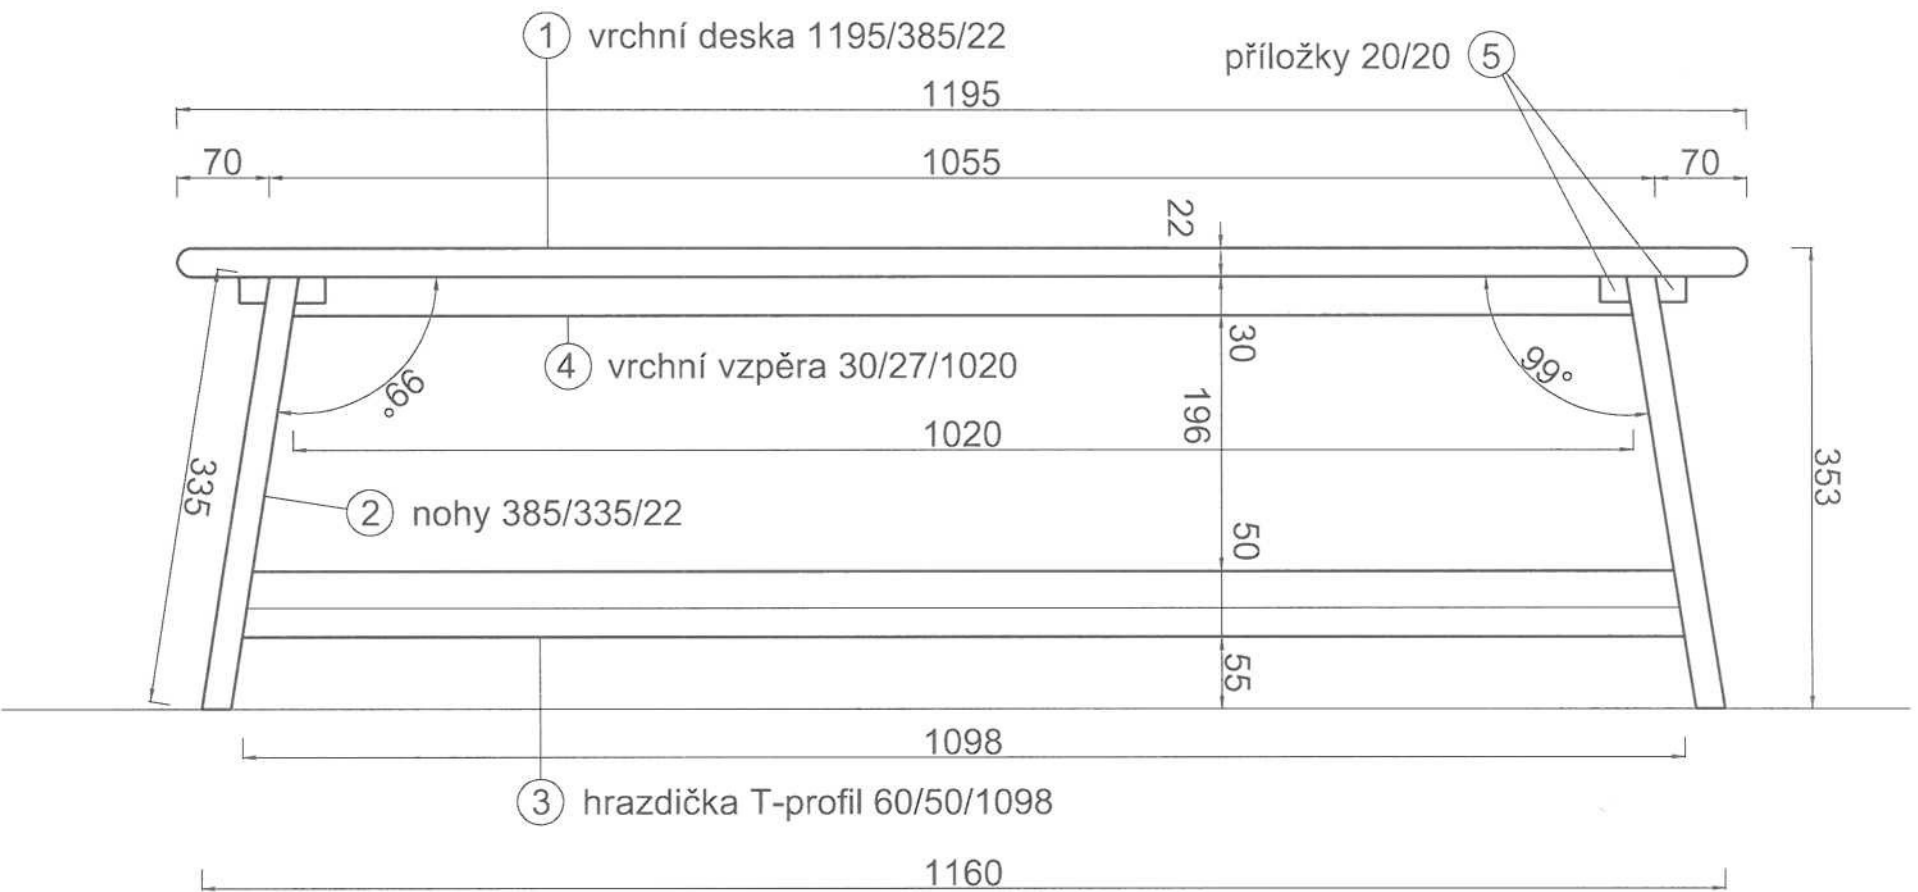 1 vrchní deska 1195/385/22
příložky 20/20 5
1195
70 1055 70
22
30
4 vrchní vzpěra 30/27/1020
99° 99°
196
1020
335
353
2 nohy 385/335/22
50
55
1098
3 hrazdička T-profil 60/50/1098
1160